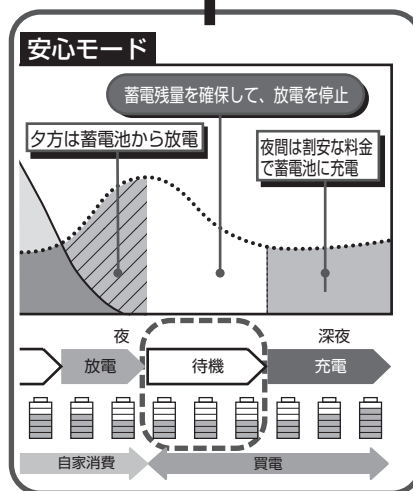 安心モード
蓄電残量を確保して、放電を停止
夕方は蓄電池から放電
夜間は割安な料金
で蓄電池に充電
夜
深夜
放電
待機
充電
自家消費
買電